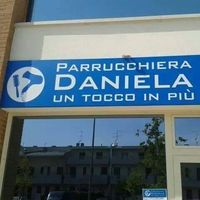 PARRUCCHIERA
DANIELA
UN TOCCO IN PIÙ